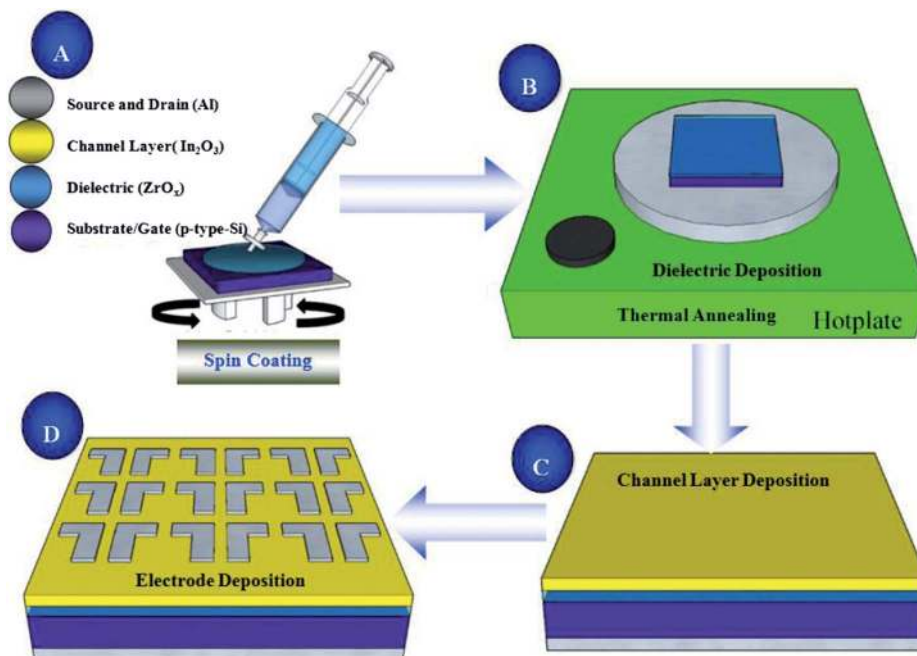 A
Source and Drain (Al)
Channel Layer( In₂O₃)
Dielectric (ZrOₓ)
Substrate/Gate (p-type-Si)
Spin Coating
B
Dielectric Deposition
Thermal Annealing
Hotplate
C
Channel Layer Deposition
D
Electrode Deposition